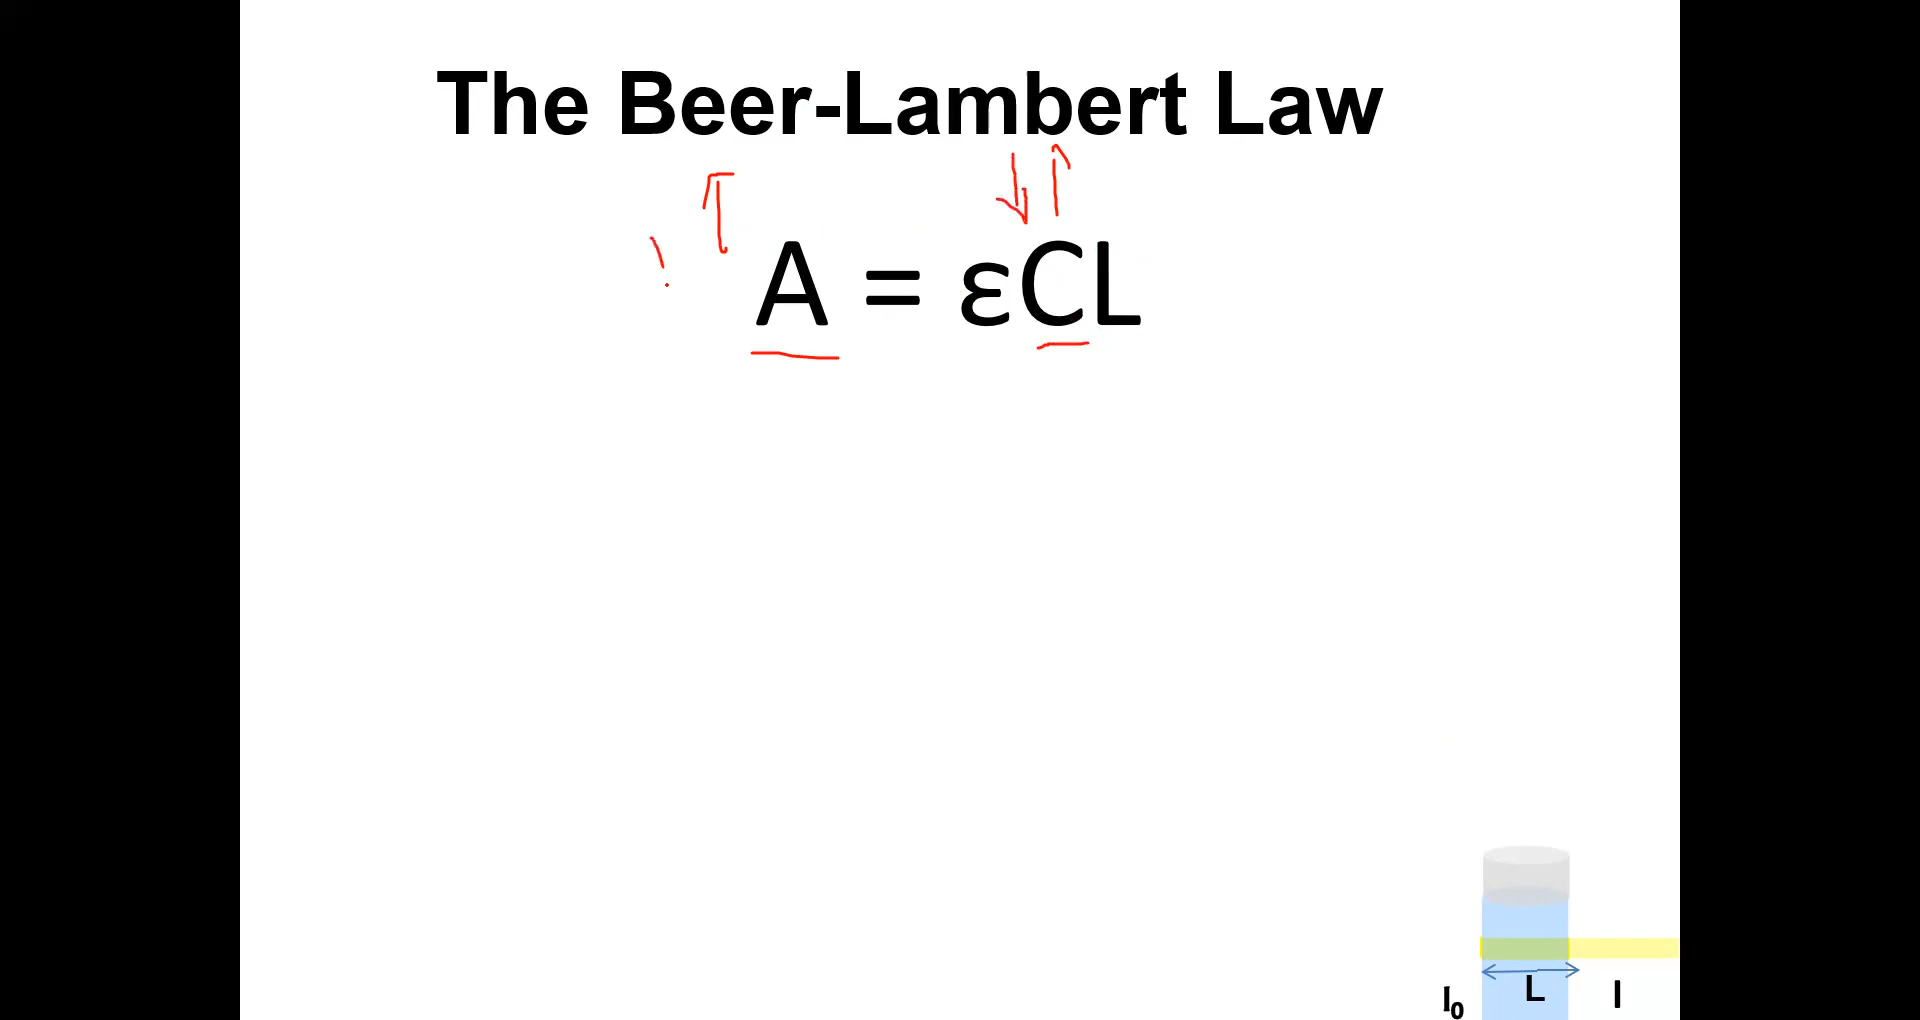 The Beer-Lambert Law
A = εCL
I₀ L I